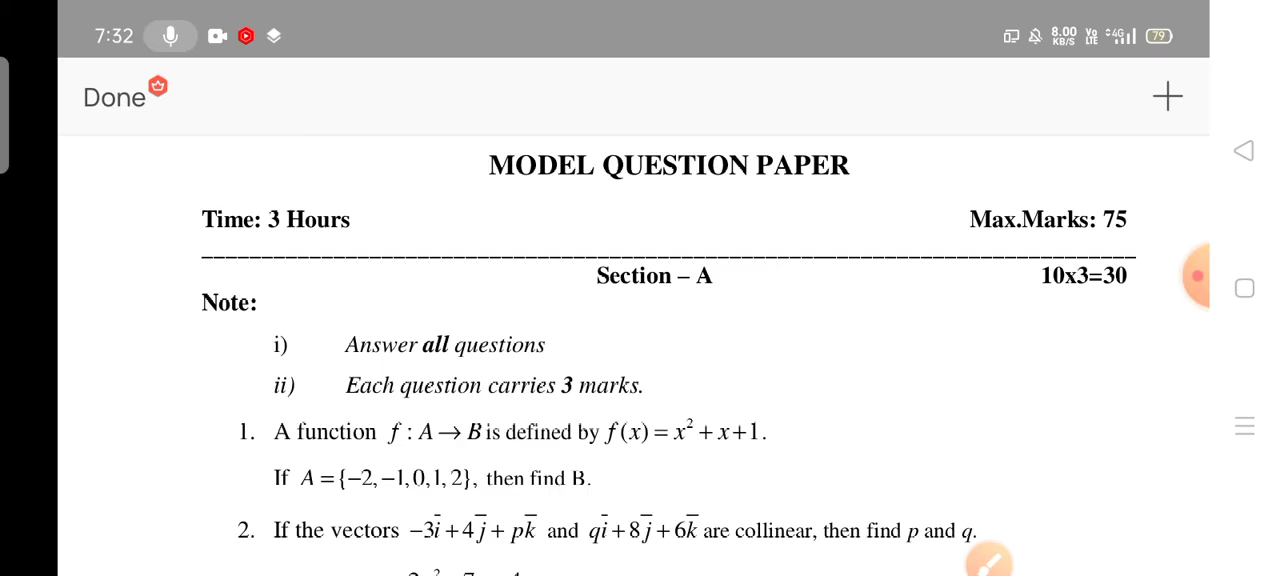 7:32 8.00 KB/S Vo LTE 4G 79
Done
MODEL QUESTION PAPER
Time: 3 Hours Max.Marks: 75
Section – A 10x3=30
Note:
i) Answer all questions
ii) Each question carries 3 marks.
1. A function f : A → B is defined by f(x) = x² + x + 1.
If A = {−2, −1, 0, 1, 2}, then find B.
2. If the vectors −3i̅ + 4j̅ + pk̅ and qi̅ + 8j̅ + 6k̅ are collinear, then find p and q.